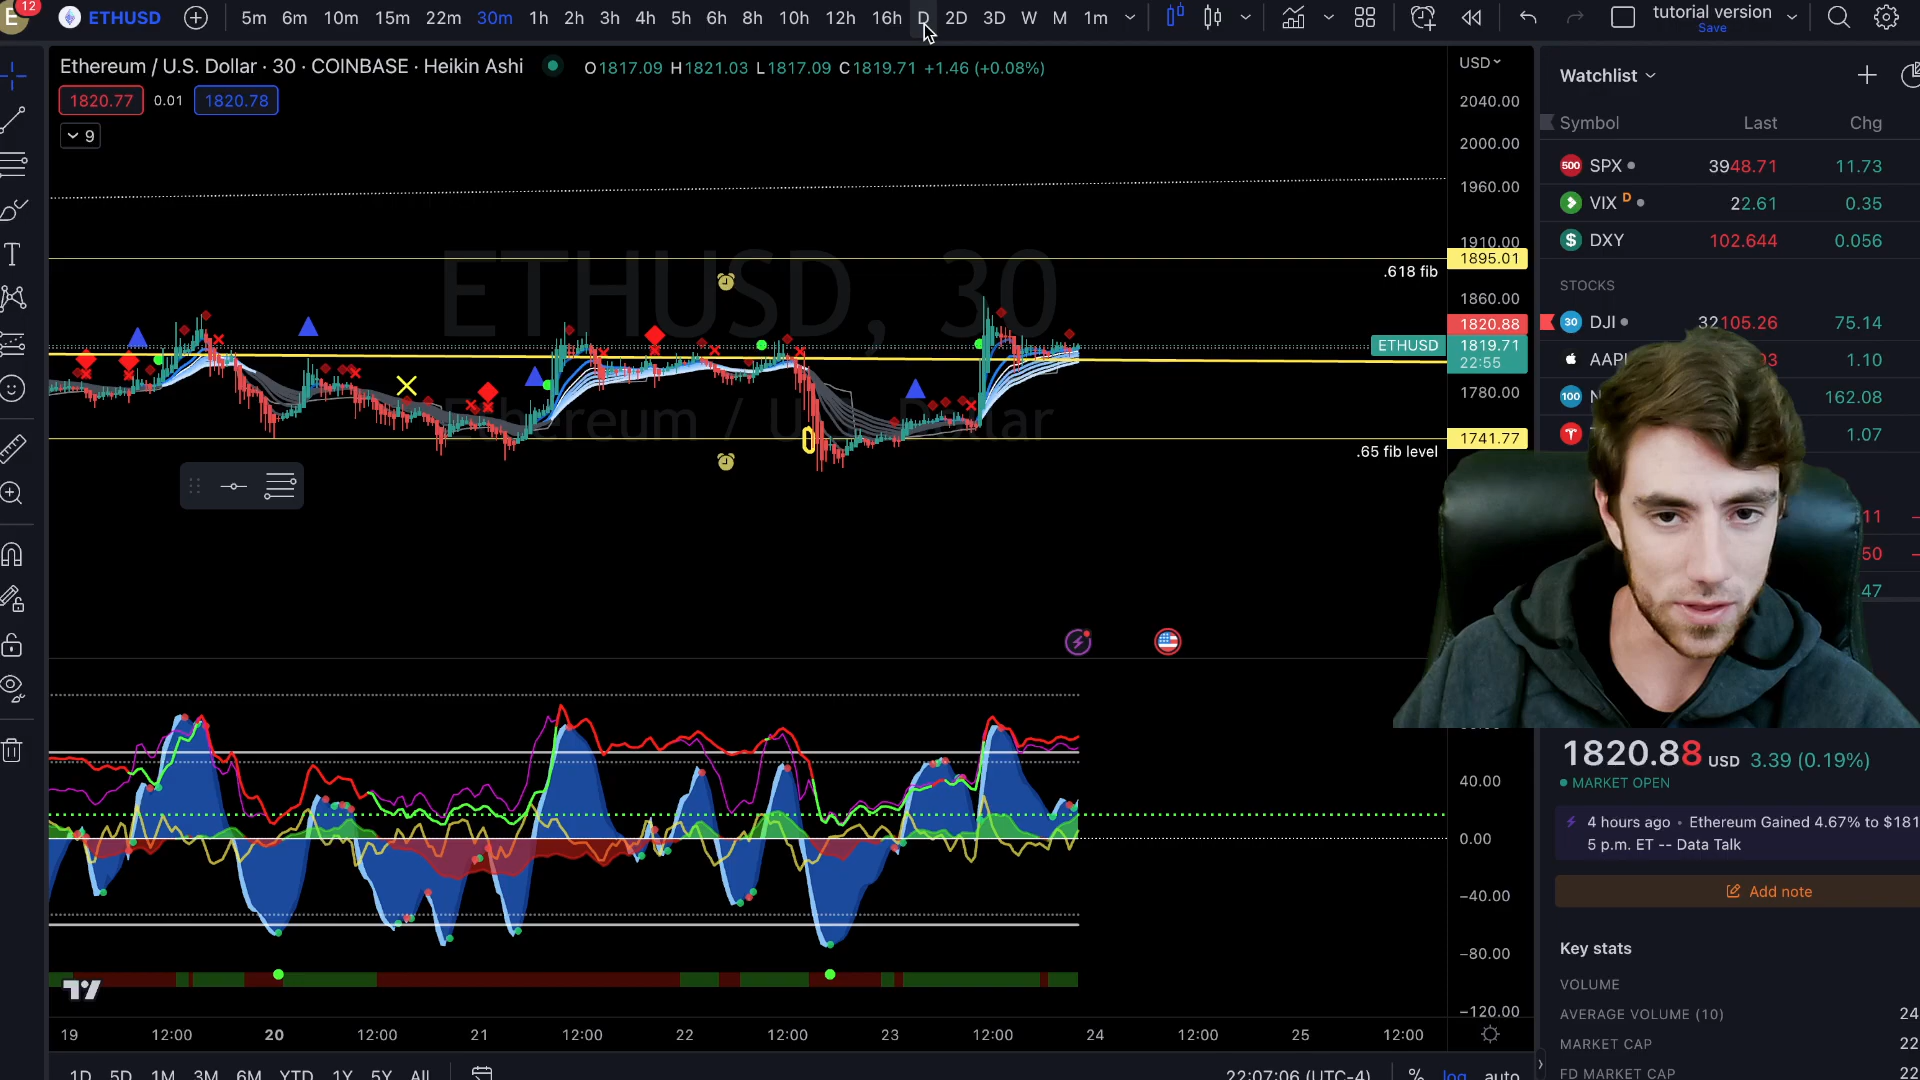 E 12 ETHUSD 5m 6m 10m 15m 22m 30m 1h 2h 3h 4h 5h 6h 8h 10h 12h 16h D 2D 3D W M 1m tutorial version
Save
Ethereum / U.S. Dollar · 30 · COINBASE · Heikin Ashi O1817.09 H1821.03 L1817.09 C1819.71 +1.46 (+0.08%)
1820.77 0.01 1820.78
9
USD
2040.00
2000.00
1960.00
1910.00
1895.01
.618 fib
1860.00
1820.88
ETHUSD 1819.71
22:55
1780.00
1741.77
.65 fib level
ETHUSD, 30
Ethereum / U.S. Dollar
40.00
0.00
−40.00
−80.00
−120.00
19 12:00 20 12:00 21 12:00 22 12:00 23 12:00 24 12:00 25 12:00
1D 5D 1M 3M 6M YTD 1Y 5Y All 22:07:06 (UTC-4) % log auto
Watchlist
Symbol Last Chg
500 SPX 3948.71 11.73
VIX D 22.61 0.35
$ DXY 102.644 0.056
STOCKS
30 DJI 32105.26 75.14
1.10
100 162.08
1.07
11
50
47
1820.88 USD 3.39 (0.19%)
MARKET OPEN
4 hours ago • Ethereum Gained 4.67% to $181
5 p.m. ET -- Data Talk
Add note
Key stats
VOLUME
AVERAGE VOLUME (10) 24
MARKET CAP 22
FD MARKET CAP 22